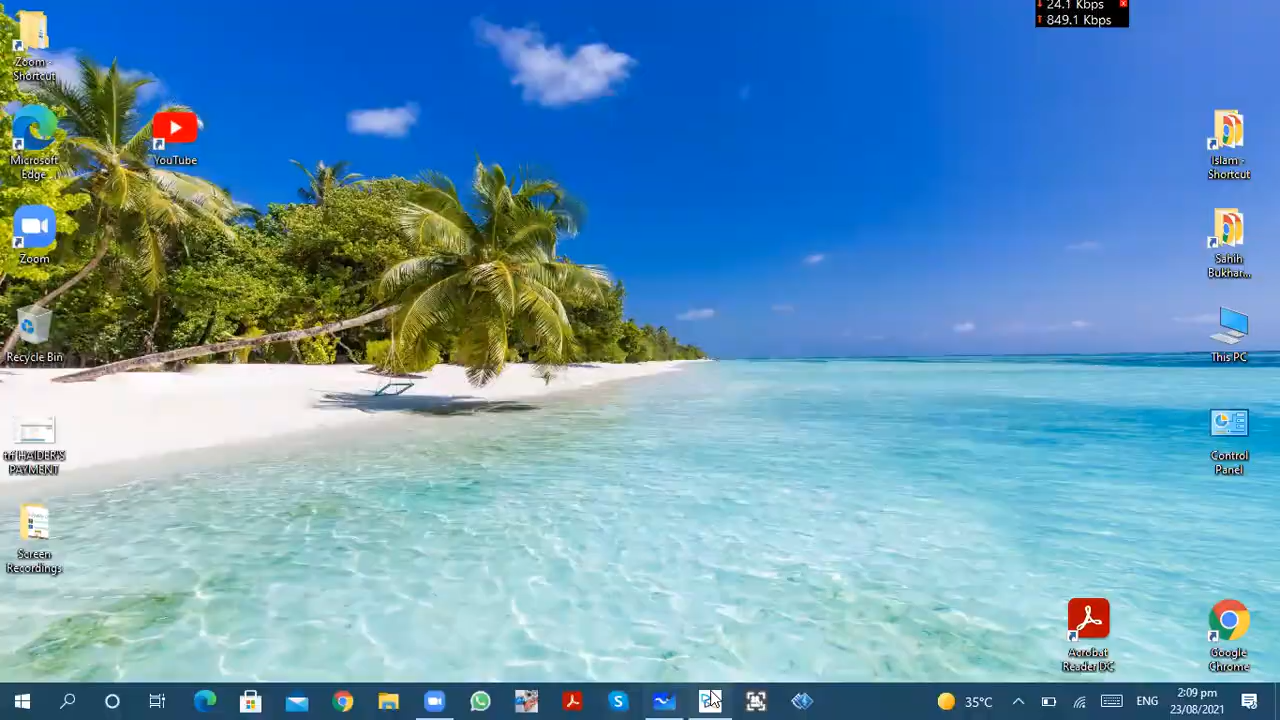 24.1 Kbps
849.1 Kbps
Zoom -
Shortcut
Microsoft
Edge
YouTube
Zoom
Recycle Bin
HAIDER'S
PAYMENT
Screen
Recordings
Islam -
Shortcut
Sahih
Bukhar...
This PC
Control
Panel
Acrobat
Reader DC
Google
Chrome
35°C
ENG
2:09 pm
23/08/2021